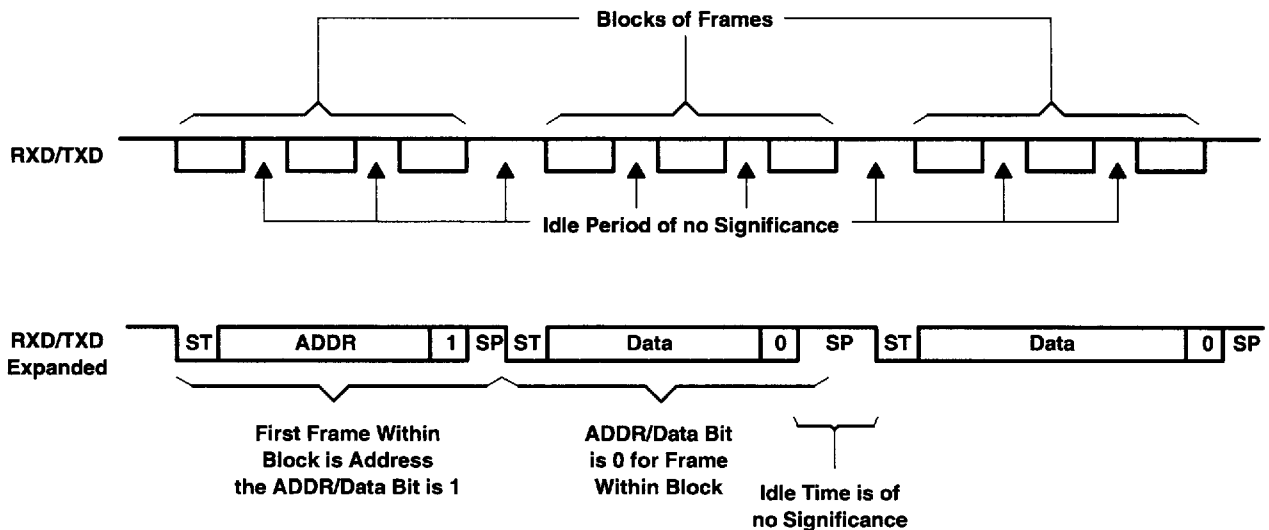 Blocks of Frames
RXD/TXD
Idle Period of no Significance
RXD/TXD
Expanded
ST ADDR 1 SP ST Data 0 SP ST Data 0 SP
First Frame Within
Block is Address
the ADDR/Data Bit is 1
ADDR/Data Bit
is 0 for Frame
Within Block
Idle Time is of
no Significance